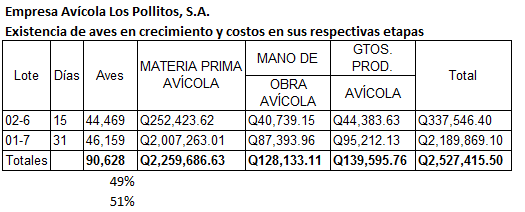 Empresa Avícola Los Pollitos, S.A.
Existencia de aves en crecimiento y costos en sus respectivas etapas
Lote Días Aves MATERIA PRIMA AVÍCOLA MANO DE OBRA AVÍCOLA GTOS. PROD. AVÍCOLA Total
02-6 15 44,469 Q252,423.62 Q40,739.15 Q44,383.63 Q337,546.40
01-7 31 46,159 Q2,007,263.01 Q87,393.96 Q95,212.13 Q2,189,869.10
Totales 90,628 Q2,259,686.63 Q128,133.11 Q139,595.76 Q2,527,415.50
49%
51%